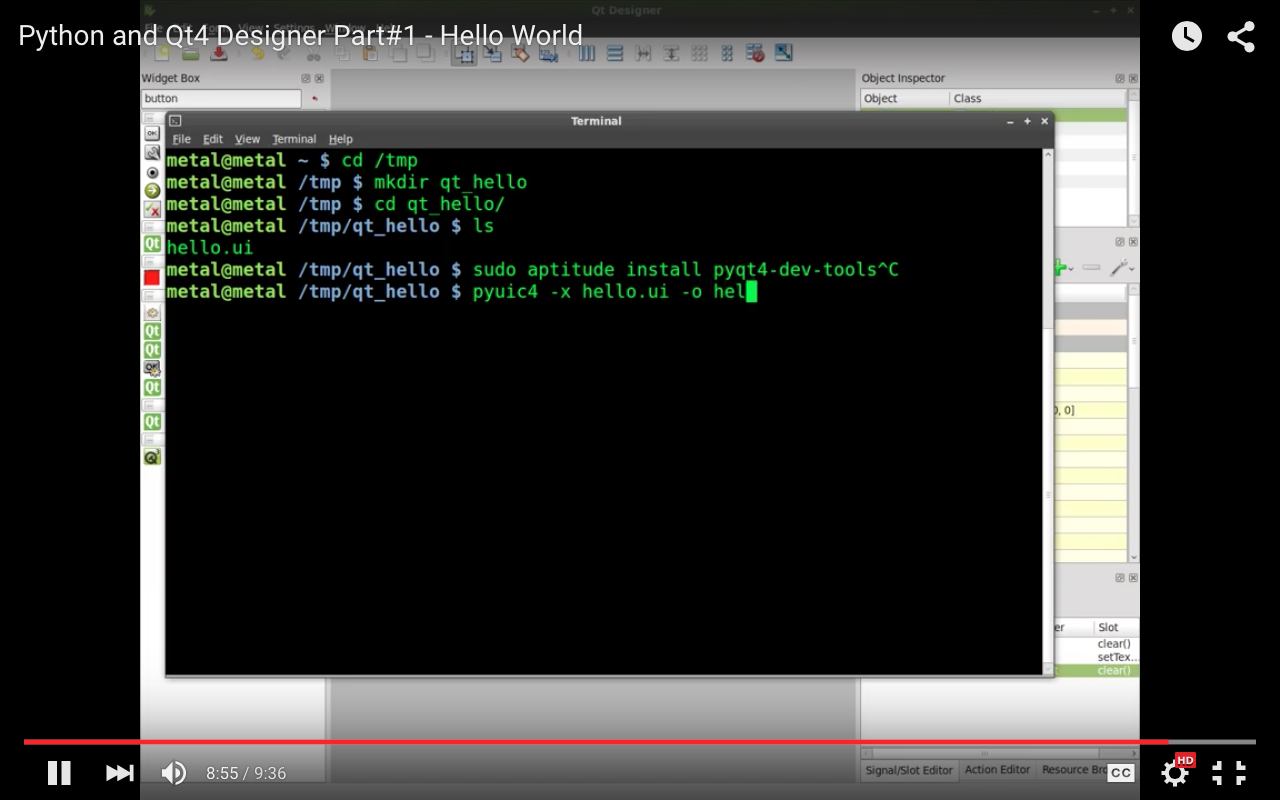 Qt Designer
Python and Qt4 Designer Part#1 - Hello World
Widget Box
Object Inspector
button
Object
Class
Terminal
File Edit View Terminal Help
metal@metal ~ $ cd /tmp
metal@metal /tmp $ mkdir qt_hello
metal@metal /tmp $ cd qt_hello/
metal@metal /tmp/qt_hello $ ls
hello.ui
metal@metal /tmp/qt_hello $ sudo aptitude install pyqt4-dev-tools^C
metal@metal /tmp/qt_hello $ pyuic4 -x hello.ui -o hel
0, 0]
er Slot
clear()
setTex...
clear()
Signal/Slot Editor Action Editor Resource Bro
8:55 / 9:36
CC
HD